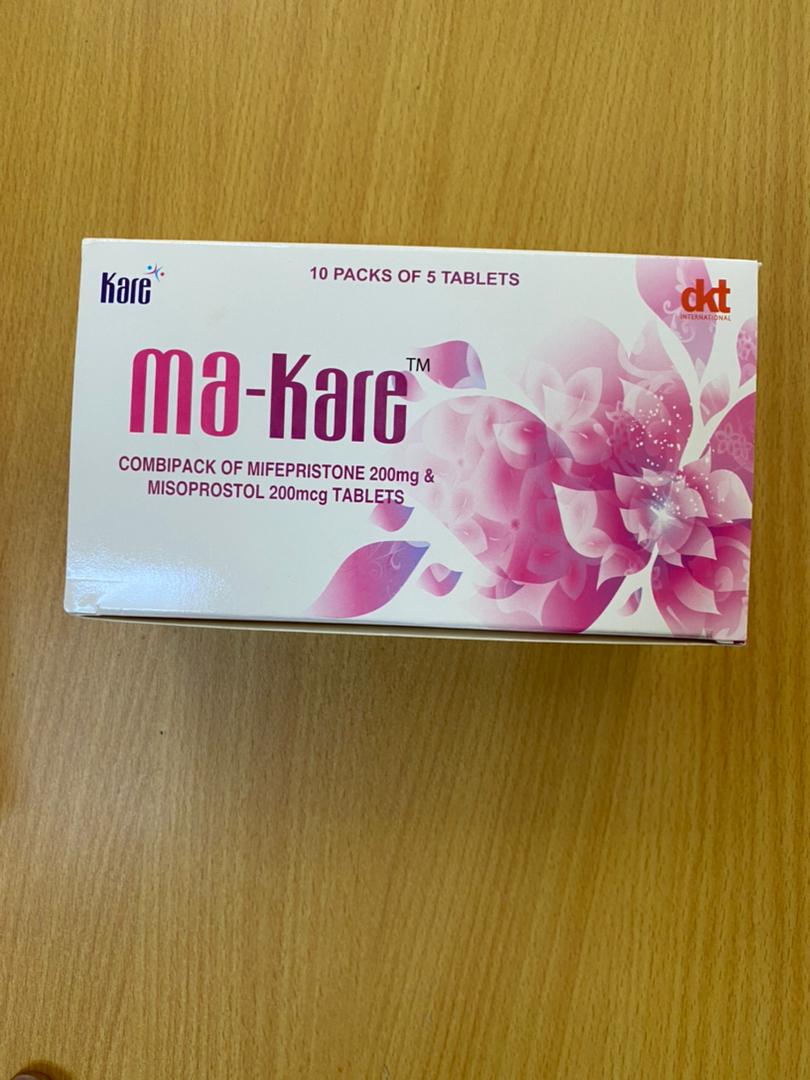 Kare
10 PACKS OF 5 TABLETS
dkt
INTERNATIONAL
ma-Kare™
COMBIPACK OF MIFEPRISTONE 200mg &
MISOPROSTOL 200mcg TABLETS